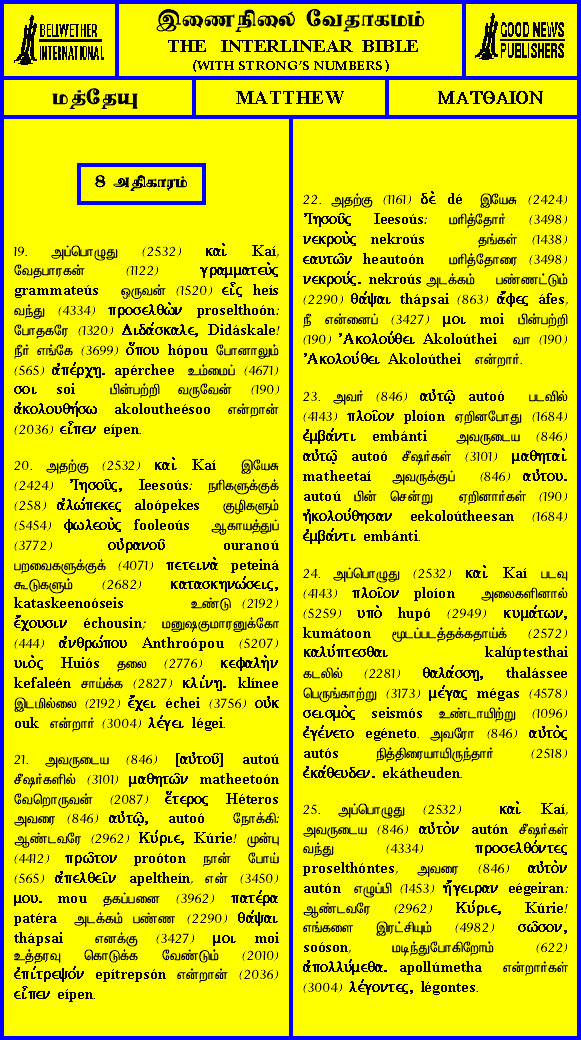 BELLWETHER
INTERNATIONAL
இணைநிலை வேதாகமம்
THE INTERLINEAR BIBLE
(WITH STRONG'S NUMBERS)
GOOD NEWS
PUBLISHERS
மத்தேயு
MATTHEW
ΜΑΤΘΑΙΟΝ
8 அதிகாரம்
19. அப்பொழுது (2532) καὶ Kaí,
வேதபாரகன் (1122) γραμματεὺς
grammateús ஒருவன் (1520) εἷς heís
வந்து (4334) προσελθὼν proselthoón:
போதகரே (1320) Διδάσκαλε, Didáskale!
நீர் எங்கே (3699) ὅπου hópou போனாலும்
(565) ἀπέρχῃ. apérchee உம்மைப் (4671)
σοι soi பின்பற்றி வருவேன் (190)
ἀκολουθήσω akoloutheésoo என்றான்
(2036) εἶπεν eípen.
20. அதற்கு (2532) καὶ Kaí இயேசு
(2424) Ἰησοῦς, Ieesoús: நரிகளுக்குக்
(258) ἀλώπεκες aloópekes குழிகளும்
(5454) φωλεοὺς fooleoús ஆகாயத்துப்
(3772) οὐρανοῦ ouranoú
பறவைகளுக்குக் (4071) πετεινὰ peteiná
கூடுகளும் (2682) κατασκηνώσεις,
kataskeenoóseis உண்டு (2192)
ἔχουσιν échousin; மனுஷகுமாரனுக்கோ
(444) ἀνθρώπου Anthroópou (5207)
υιὸς Huiós தலை (2776) κεφαλὴν
kefaleén சாய்க்க (2827) κλίνῃ. klínee
இடமில்லை (2192) ἔχει échei (3756) οὐκ
ouk என்றார் (3004) λέγει légei.
21. அவருடைய (846) [αὐτοῦ] autoú
சீஷர்களில் (3101) μαθητῶν matheetoón
வேறொருவன் (2087) ἕτερος Héteros
அவரை (846) αὐτῷ, autoó நோக்கி:
ஆண்டவரே (2962) Κύριε, Kúrie! முன்பு
(4412) πρῶτον proóton நான் போய்
(565) ἀπελθεῖν apeltheín, என் (3450)
μου. mou தகப்பனை (3962) πατέρα
patéra அடக்கம் பண்ண (2290) θάψαι
thápsai எனக்கு (3427) μοι moi
உத்தரவு கொடுக்க வேண்டும் (2010)
ἐπίτρεψόν epítrepsón என்றான் (2036)
εἶπεν eípen.
22. அதற்கு (1161) δὲ dé இயேசு (2424)
Ἰησοῦς Ieesoús: மரித்தோர் (3498)
νεκροὺς nekroús தங்கள் (1438)
εαυτῶν heautoón மரித்தோரை (3498)
νεκρούς. nekroús அடக்கம் பண்ணட்டும்
(2290) θάψαι thápsai (863) ἄφες áfes,
நீ என்னைப் (3427) μοι moi பின்பற்றி
(190) Ἀκολούθει Akoloúthei வா (190)
Ἀκολούθει Akoloúthei என்றார்.
23. அவர் (846) αὐτῷ autoó படவில்
(4143) πλοῖον ploíon ஏறினபோது (1684)
ἐμβάντι embánti அவருடைய (846)
αὐτῷ autoó சீஷர்கள் (3101) μαθηταὶ
matheetaí அவருக்குப் (846) αὐτου.
autoú பின் சென்று ஏறினார்கள் (190)
ἠκολούθησαν eekoloútheesan (1684)
ἐμβάντι embánti.
24. அப்பொழுது (2532) καὶ Kaí படவு
(4143) πλοῖον ploíon அலைகளினால்
(5259) υπὸ hupó (2949) κυμάτων,
kumátoon மூடப்படத்தக்கதாய்க் (2572)
καλύπτεσθαι kalúptesthai
கடலில் (2281) θαλάσσῃ, thalássee
பெருங்காற்று (3173) μέγας mégas (4578)
σεισμὸς seismós உண்டாயிற்று (1096)
ἐγένετο egéneto. அவரோ (846) αὐτὸς
autós நித்திரையாயிருந்தார் (2518)
ἐκάθευδεν. ekátheuden.
25. அப்பொழுது (2532) καὶ Kaí,
அவருடைய (846) αὐτὸν autón சீஷர்கள்
வந்து (4334) προσελθόντες
proselthóntes, அவரை (846) αὐτὸν
autón எழுப்பி (1453) ἤγειραν eégeiran:
ஆண்டவரே (2962) Κύριε, Kúrie!
எங்களை இரட்சியும் (4982) σῶσον,
soóson, மடிந்துபோகிறோம் (622)
ἀπολλύμεθα. apollúmetha என்றார்கள்
(3004) λέγοντες, légontes.